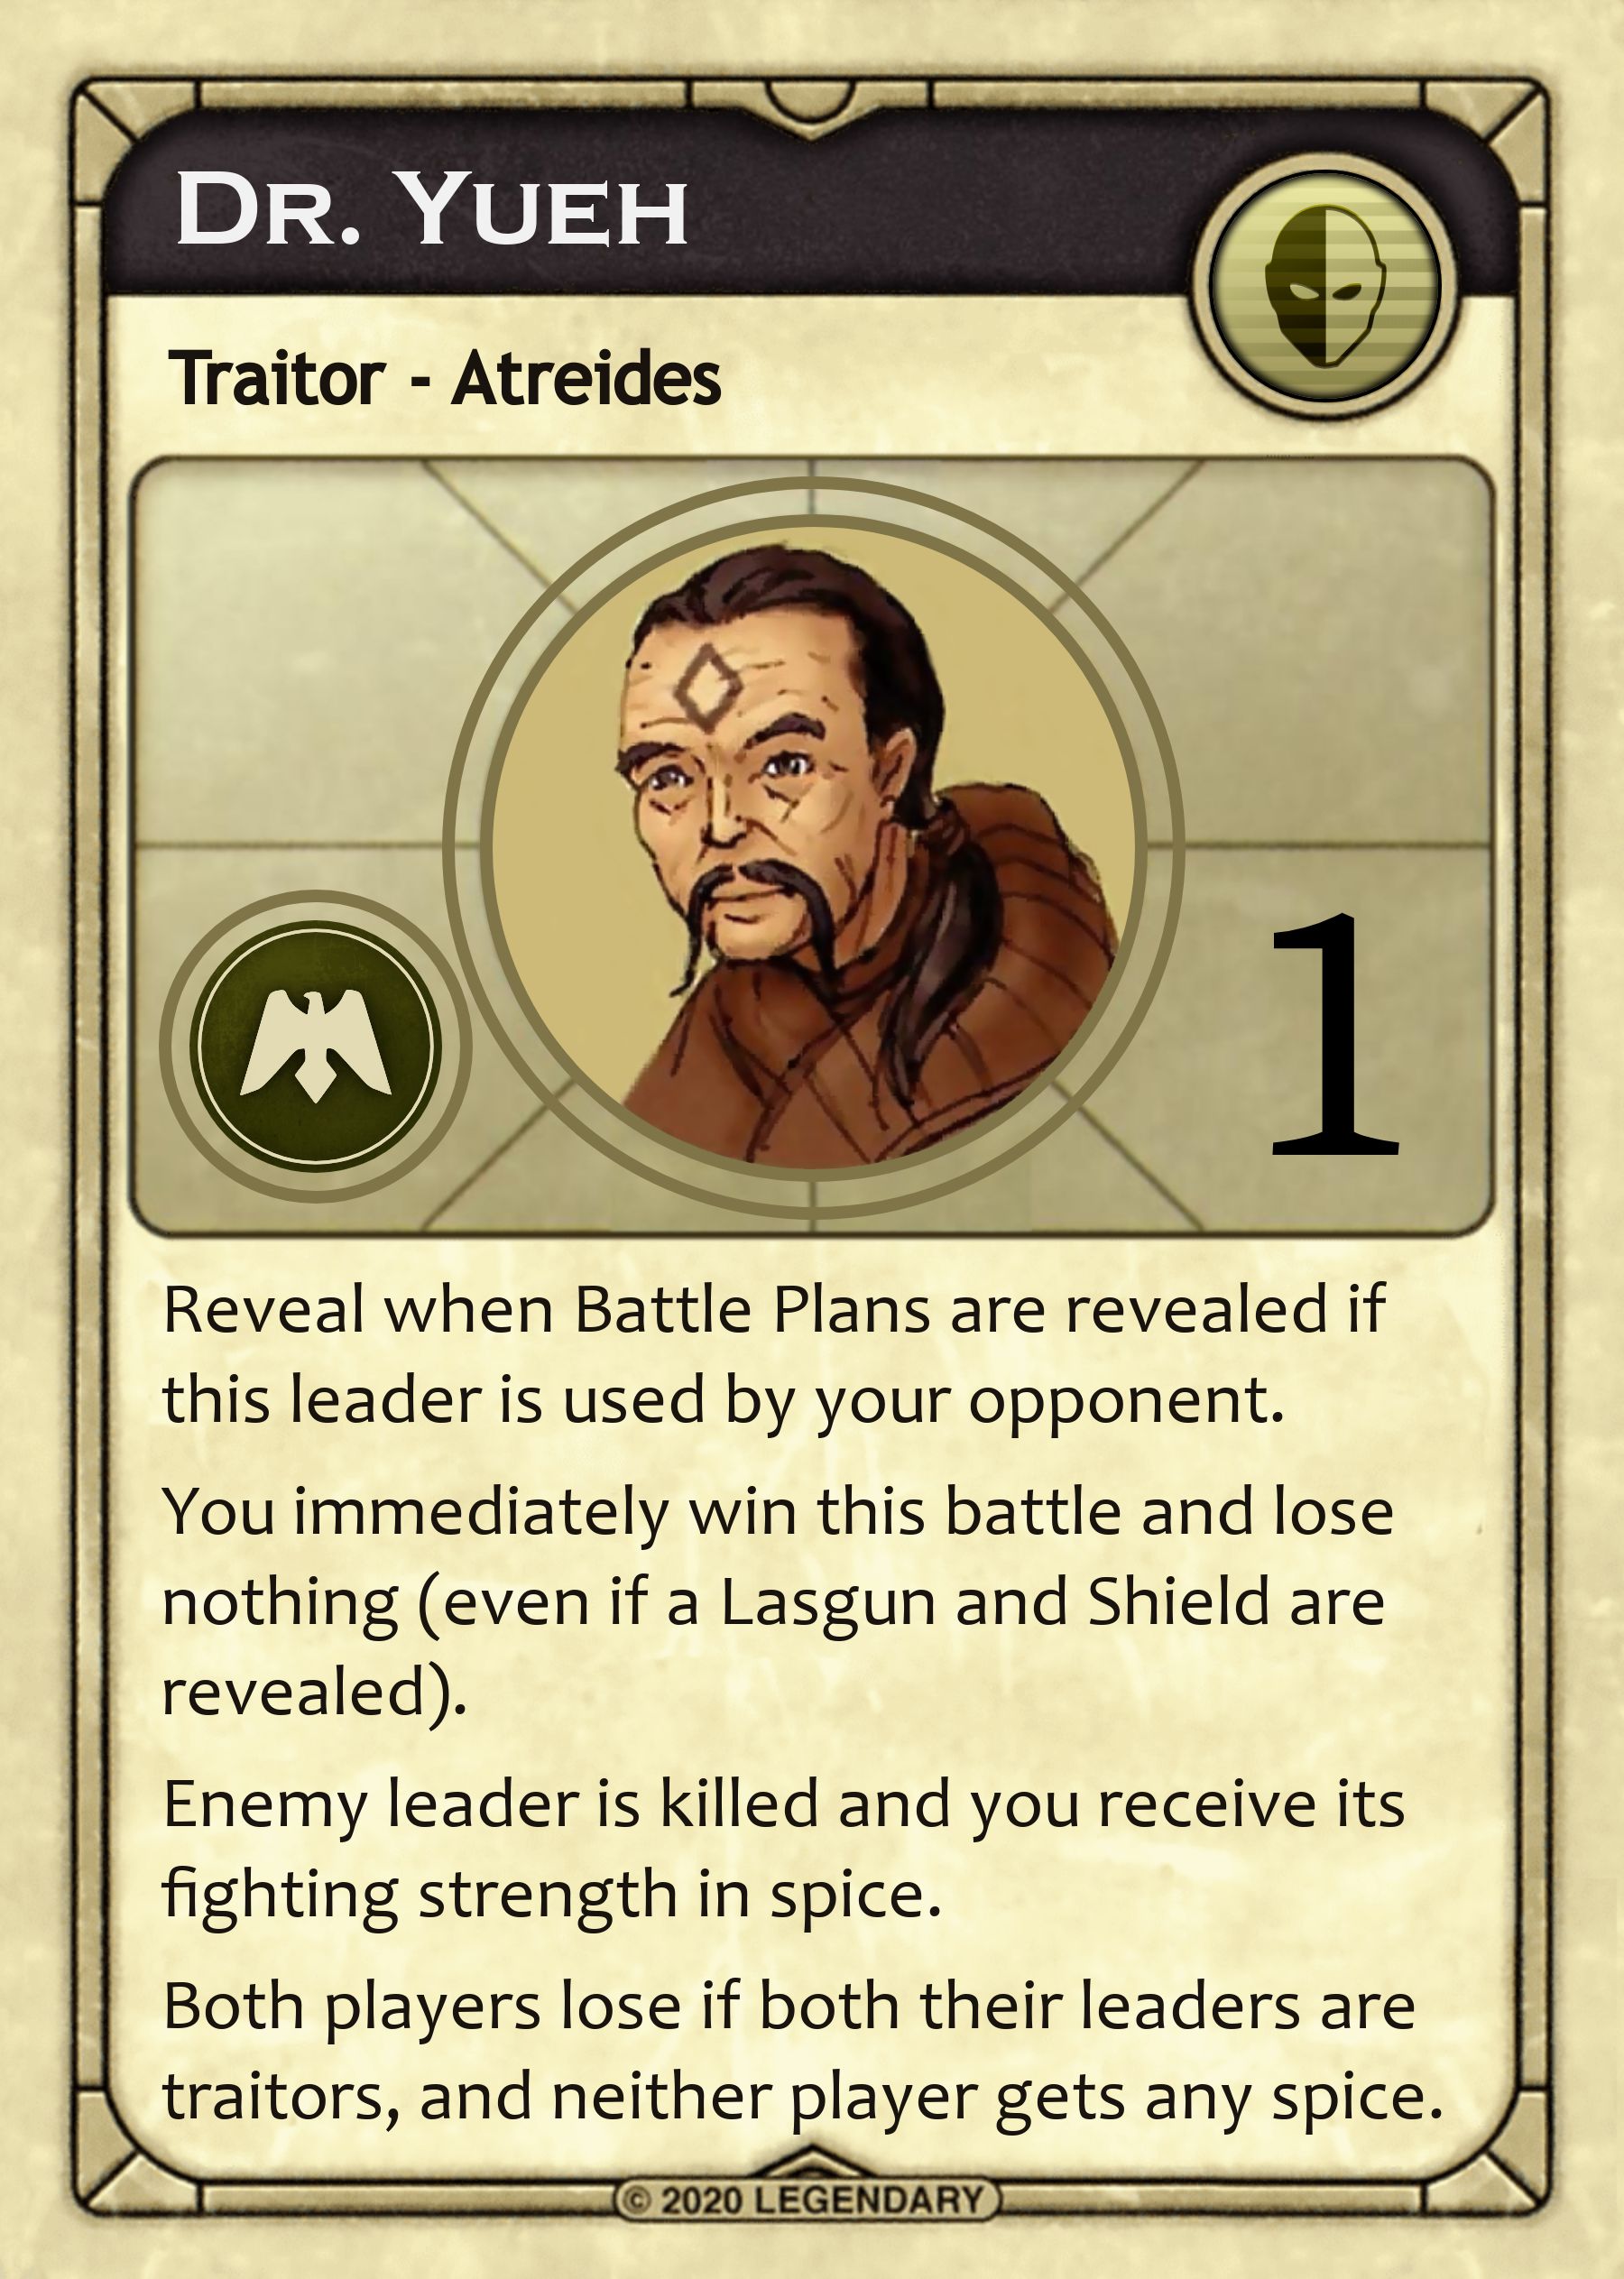 Dr. Yueh
Traitor - Atreides
1
Reveal when Battle Plans are revealed if
this leader is used by your opponent.
You immediately win this battle and lose
nothing (even if a Lasgun and Shield are
revealed).
Enemy leader is killed and you receive its
fighting strength in spice.
Both players lose if both their leaders are
traitors, and neither player gets any spice.
© 2020 LEGENDARY